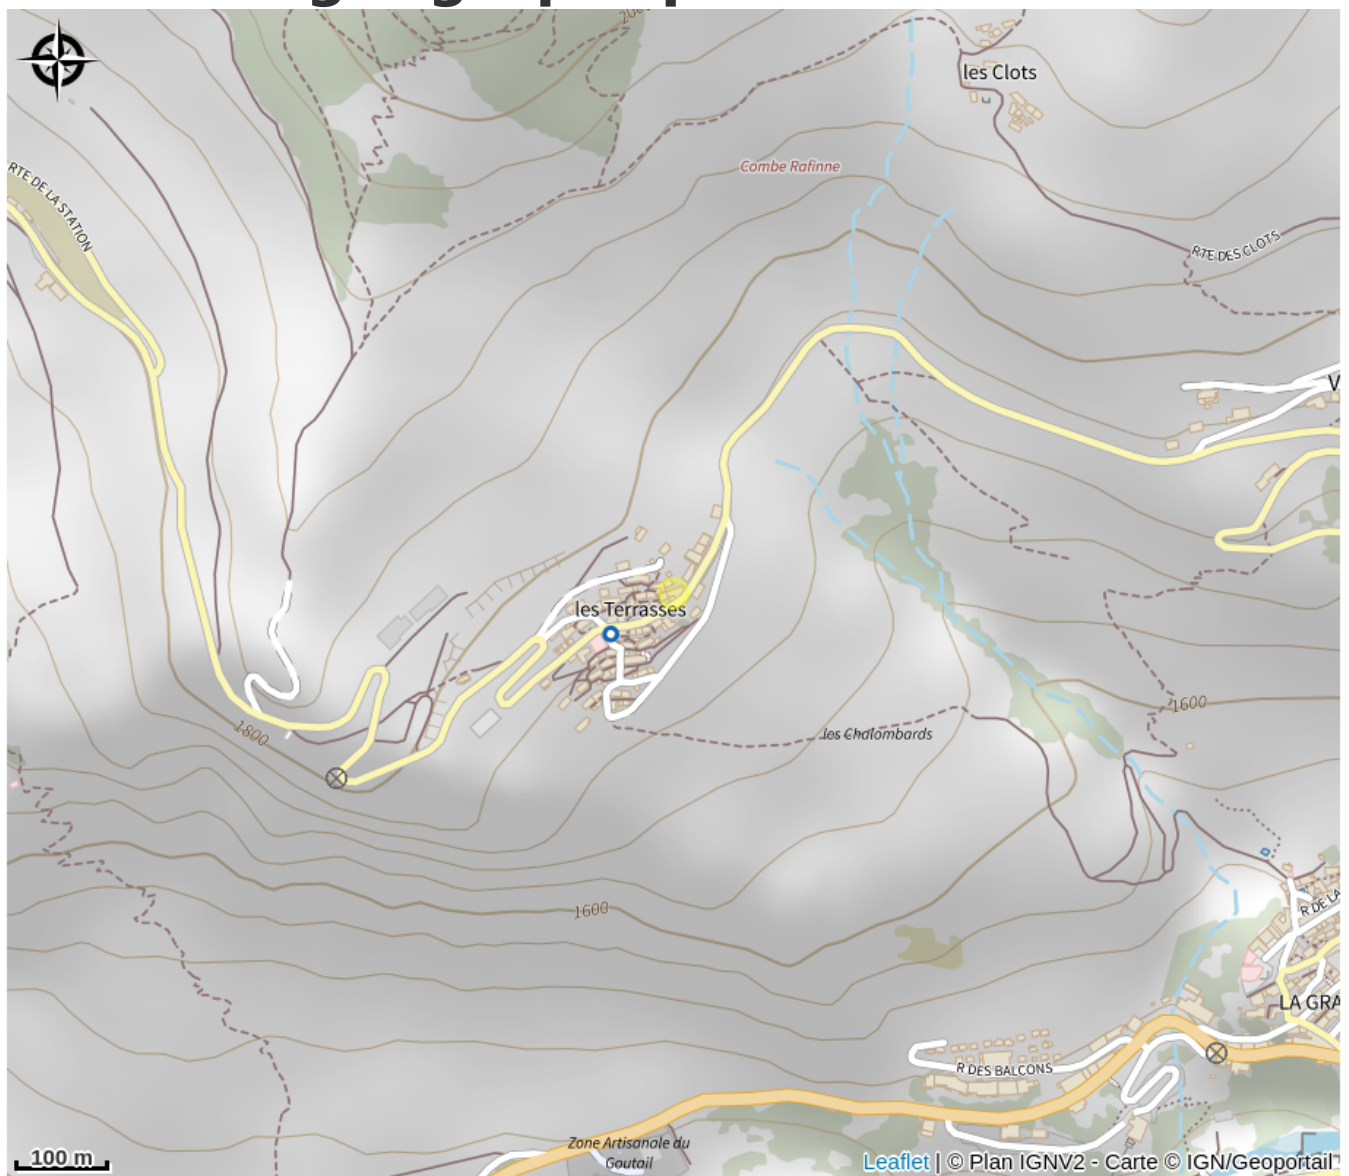 les Clots
Combe Rafinne
RTE DE LA STATION
RTE DES CLOTS
les Terrasses
1600
1800
les Chalombards
1600
R DE LA
LA GRA
R DES BALCONS
Zone Artisanale du
Goutail
100 m
Leaflet | © Plan IGNV2 - Carte © IGN/Geoportail